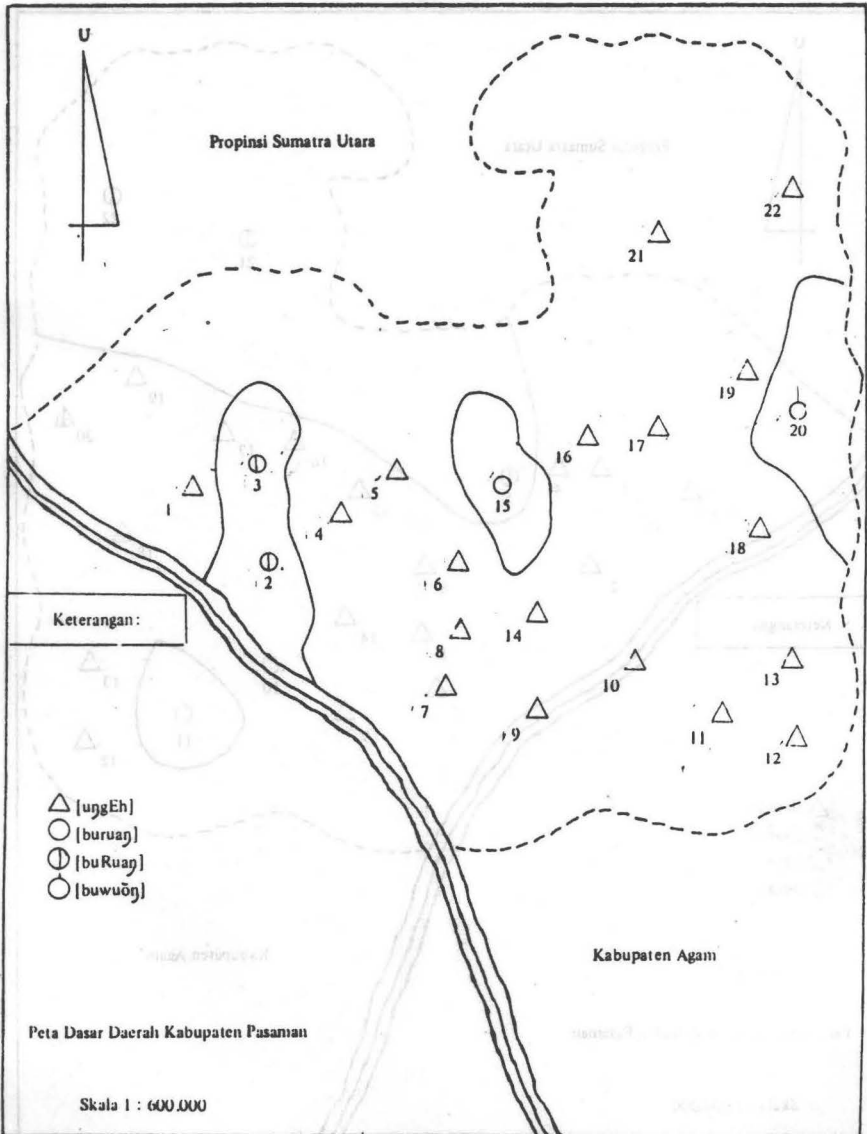 U
Propinsi Sumatra Utara
22
21
19
20
16
17
3
5
1
15
4
18
2
6
Keterangan :
14
8
10
13
7
9
11
12
[uŋgEh]
[buruaŋ]
[buRuaŋ]
[buwuōŋ]
Kabupaten Agam
Peta Dasar Daerah Kabupaten Pasaman
Skala 1 : 600.000